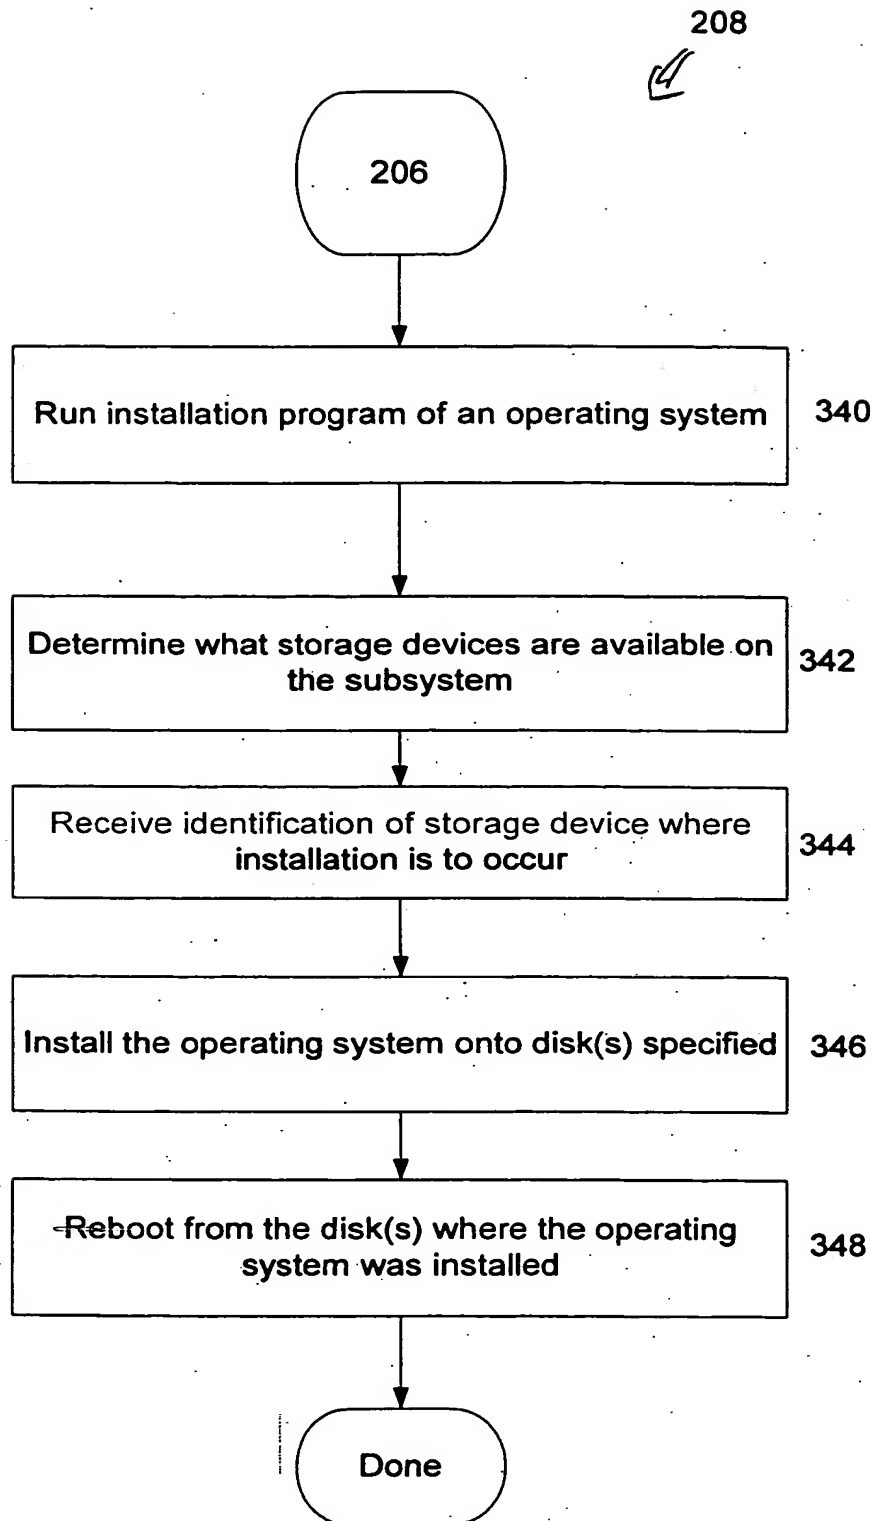 208
206
Run installation program of an operating system
340
Determine what storage devices are available on
the subsystem
342
Receive identification of storage device where
installation is to occur
344
Install the operating system onto disk(s) specified
346
Reboot from the disk(s) where the operating
system was installed
348
Done